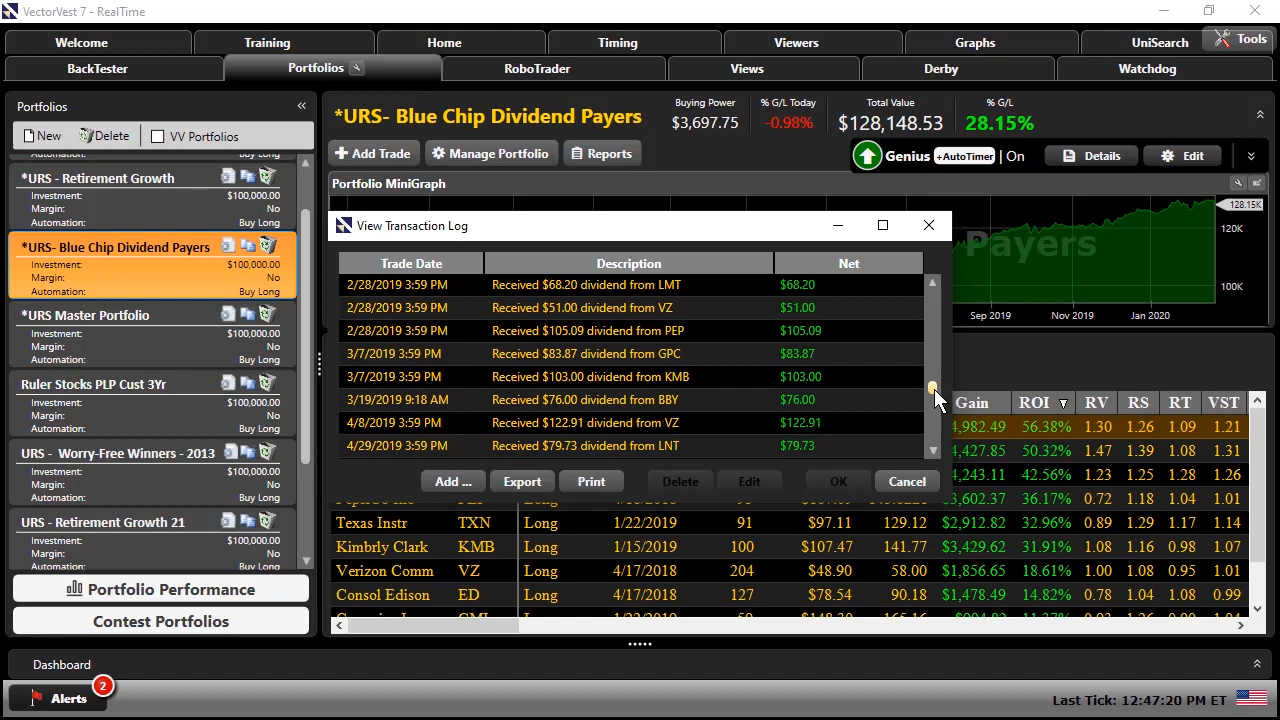 VectorVest 7 - RealTime
Welcome Training Home Timing Viewers Graphs UniSearch Tools
BackTester Portfolios RoboTrader Views Derby Watchdog
Portfolios «
New Delete VV Portfolios
Automation: Buy Long
*URS - Retirement Growth
Investment: $100,000.00
Margin: No
Automation: Buy Long
*URS- Blue Chip Dividend Payers
Investment: $100,000.00
Margin: No
Automation: Buy Long
*URS Master Portfolio
Investment: $100,000.00
Margin: No
Automation: Buy Long
Ruler Stocks PLP Cust 3Yr
Investment: $100,000.00
Margin: No
Automation: Buy Long
URS - Worry-Free Winners - 2013
Investment: $100,000.00
Margin: No
Automation: Buy Long
URS - Retirement Growth 21
Investment: $100,000.00
Margin: No
Automation: Buy Long
Portfolio Performance
Contest Portfolios
*URS- Blue Chip Dividend Payers
Buying Power % G/L Today Total Value % G/L
$3,697.75 -0.98% $128,148.53 28.15%
Add Trade Manage Portfolio Reports
Genius +AutoTimer | On Details Edit
Portfolio MiniGraph
128.15K
120K
100K
Payers
Sep 2019 Nov 2019 Jan 2020
View Transaction Log
Trade Date Description Net
2/28/2019 3:59 PM Received $68.20 dividend from LMT $68.20
2/28/2019 3:59 PM Received $51.00 dividend from VZ $51.00
2/28/2019 3:59 PM Received $105.09 dividend from PEP $105.09
3/7/2019 3:59 PM Received $83.87 dividend from GPC $83.87
3/7/2019 3:59 PM Received $103.00 dividend from KMB $103.00
3/19/2019 9:18 AM Received $76.00 dividend from BBY $76.00
4/8/2019 3:59 PM Received $122.91 dividend from VZ $122.91
4/29/2019 3:59 PM Received $79.73 dividend from LNT $79.73
Add ... Export Print Delete Edit OK Cancel
Gain ROI RV RS RT VST
4,982.49 56.38% 1.30 1.26 1.09 1.21
4,427.85 50.32% 1.47 1.39 1.08 1.31
4,243.11 42.56% 1.23 1.25 1.28 1.26
3,602.37 36.17% 0.72 1.18 1.04 1.01
Texas Instr TXN Long 1/22/2019 91 $97.11 129.12 $2,912.82 32.96% 0.89 1.29 1.17 1.14
Kimbrly Clark KMB Long 1/15/2019 100 $107.47 141.77 $3,429.62 31.91% 1.08 1.16 0.98 1.07
Verizon Comm VZ Long 4/17/2018 204 $48.90 58.00 $1,856.65 18.61% 1.00 1.08 0.95 1.01
Consol Edison ED Long 4/17/2018 127 $78.54 90.18 $1,478.49 14.82% 0.78 1.04 1.08 0.99
Dashboard
Alerts 2
Last Tick: 12:47:20 PM ET